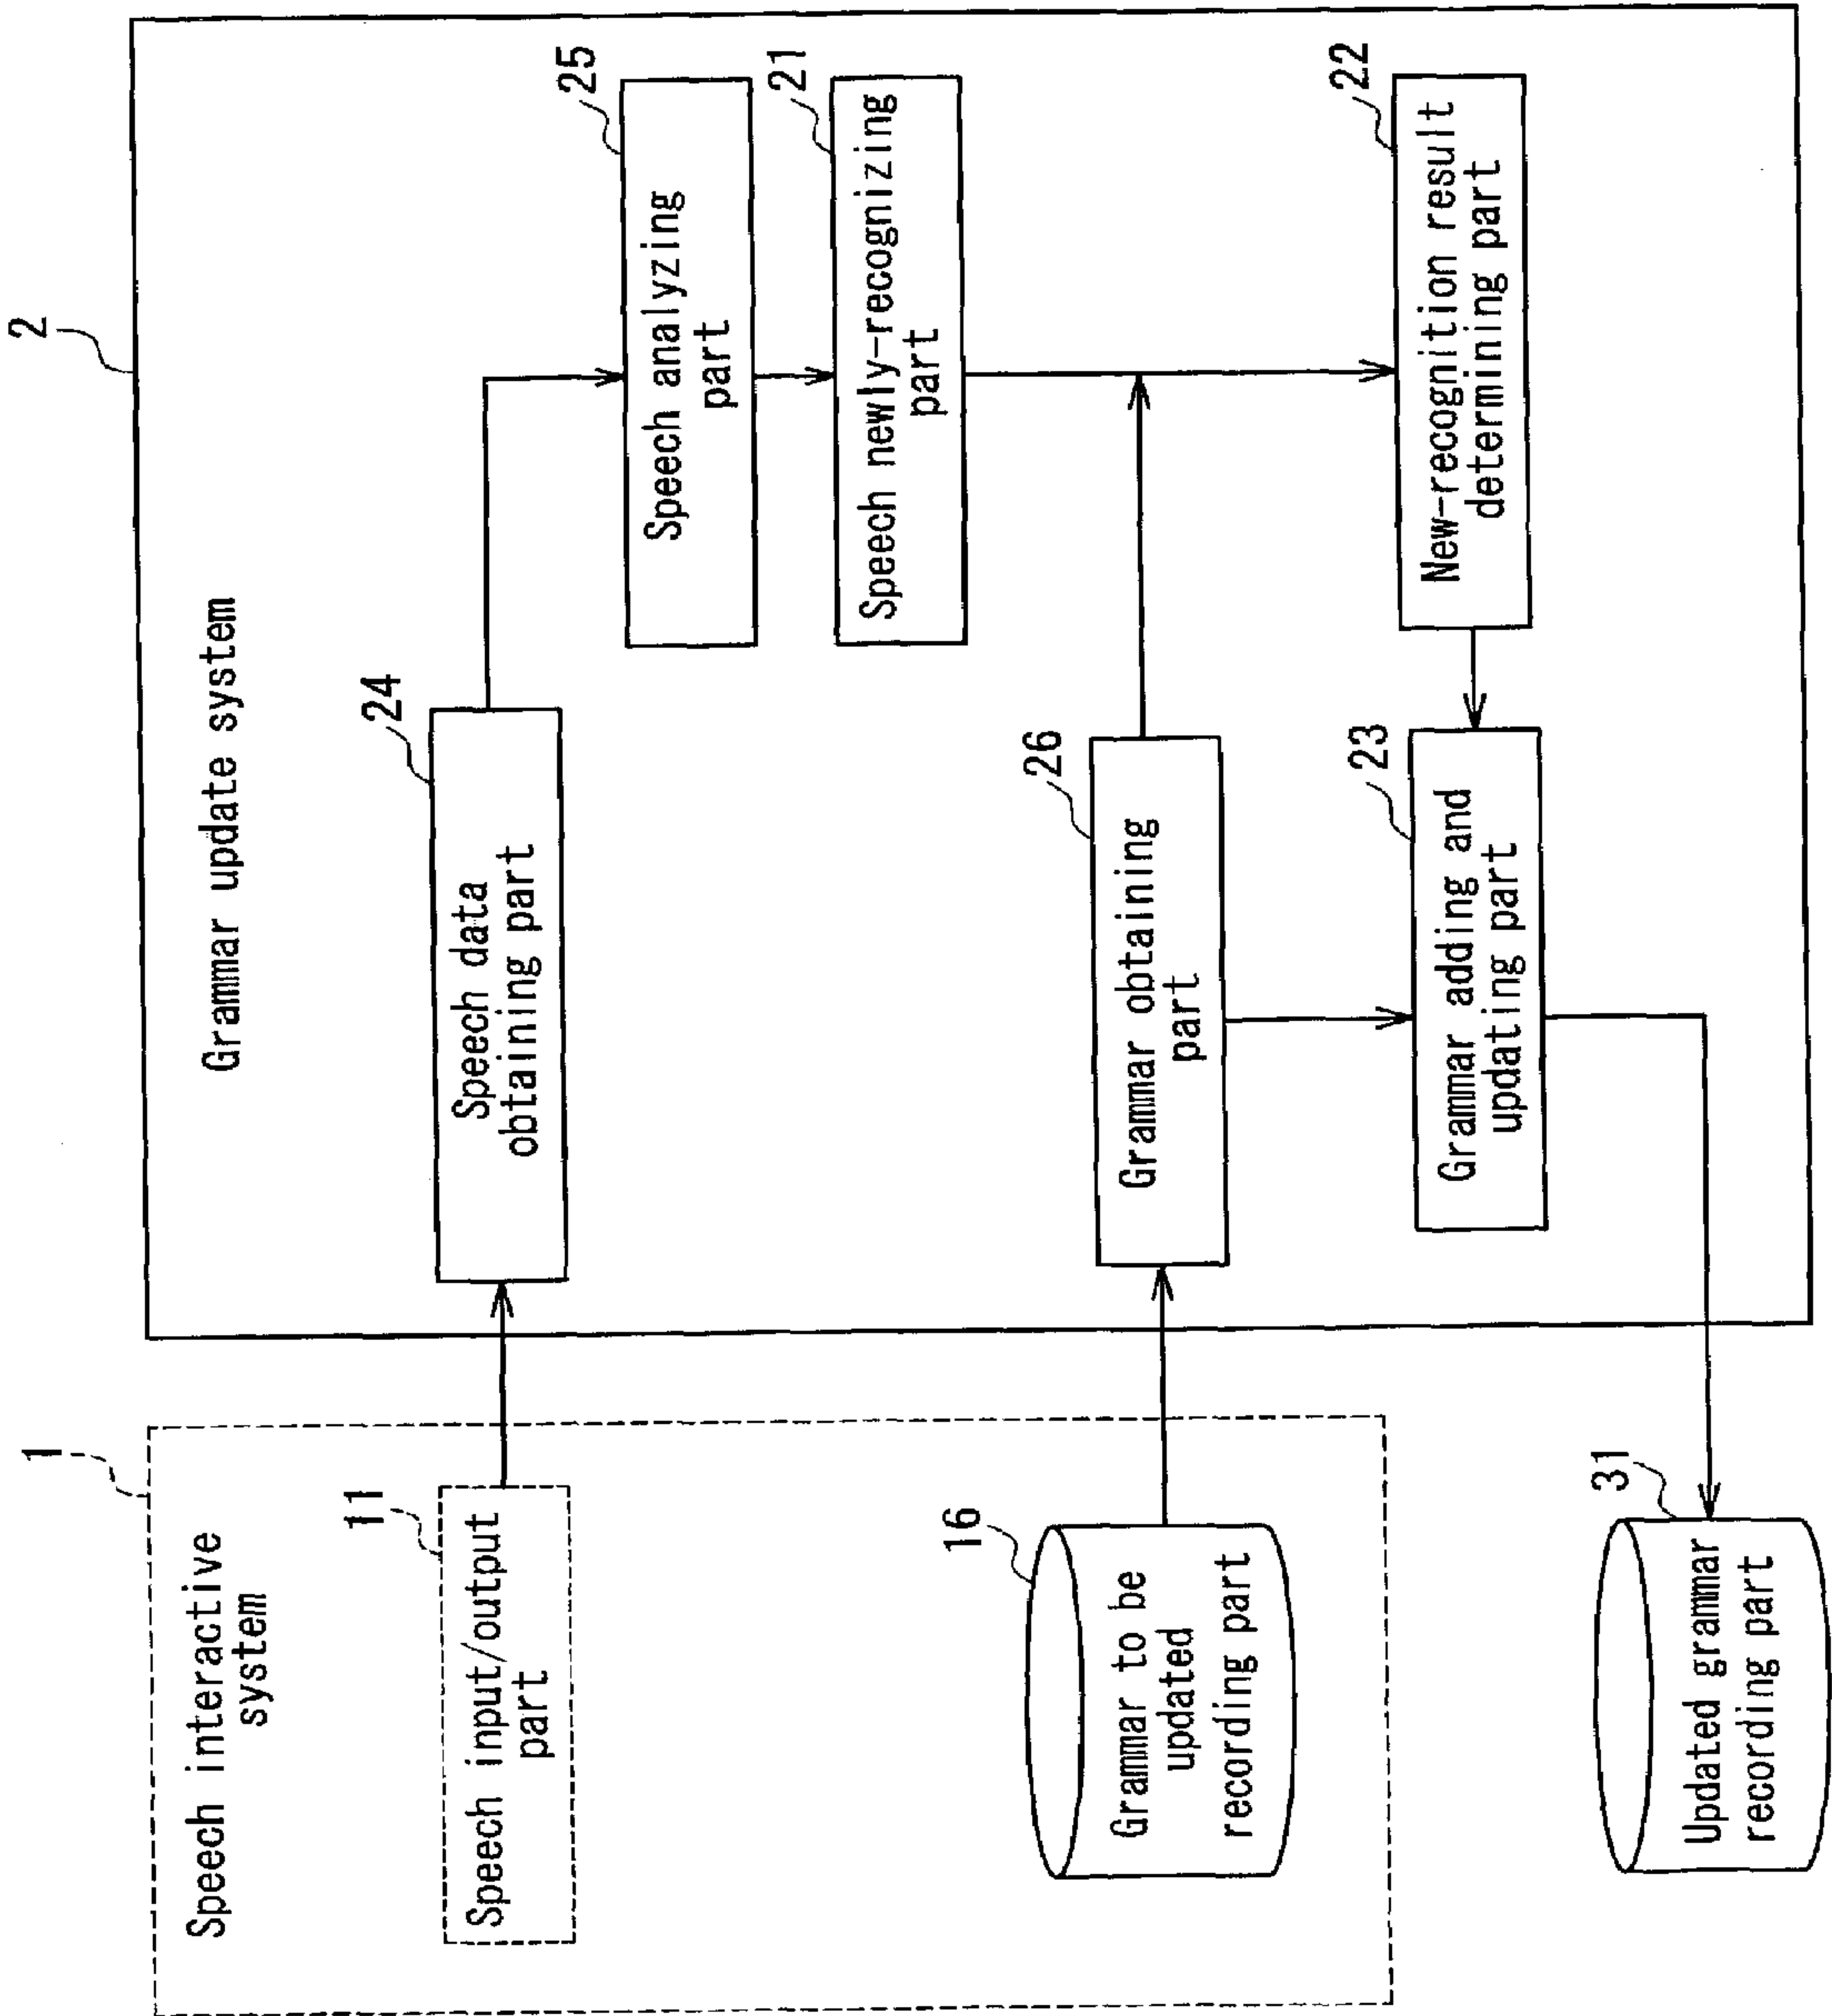 1
Speech interactive
system
11
Speech input/output
part
16
Grammar to be
updated
recording part
31
Updated grammar
recording part
2
Grammar update system
24
Speech data
obtaining part
25
Speech analyzing
part
21
Speech newly-recognizing
part
26
Grammar obtaining
part
22
New-recognition result
determining part
23
Grammar adding and
updating part